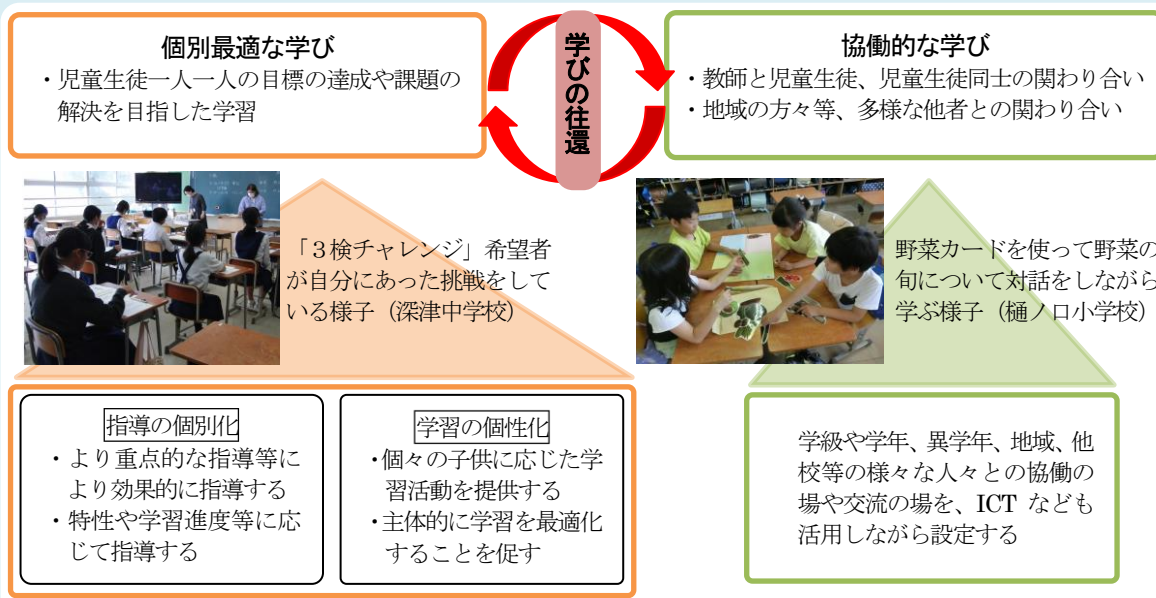 個別最適な学び
・児童生徒一人一人の目標の達成や課題の
解決を目指した学習
学びの往還
協働的な学び
・教師と児童生徒、児童生徒同士の関わり合い
・地域の方々等、多様な他者との関わり合い
「３検チャレンジ」希望者
が自分にあった挑戦をして
いる様子（深津中学校）
野菜カードを使って野菜の
旬について対話をしながら
学ぶ様子（樋ノ口小学校）
指導の個別化
・より重点的な指導等に
より効果的に指導する
・特性や学習進度等に応
じて指導する
学習の個性化
・個々の子供に応じた学
習活動を提供する
・主体的に学習を最適化
することを促す
学級や学年、異学年、地域、他
校等の様々な人々との協働の
場や交流の場を、ICT なども
活用しながら設定する